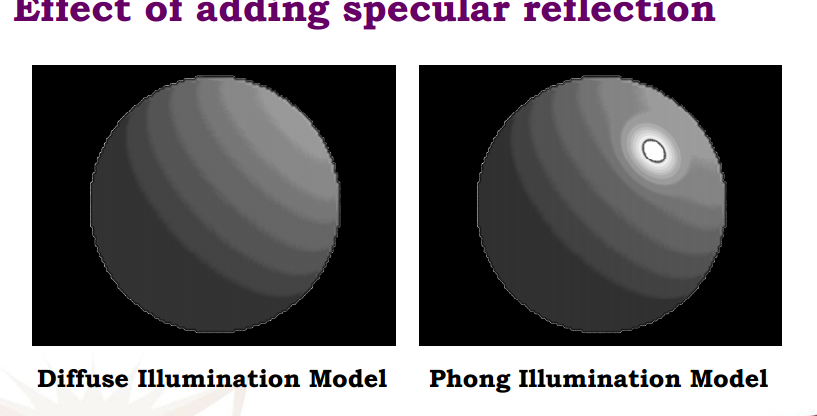 Effect of adding specular reflection
Diffuse Illumination Model
Phong Illumination Model